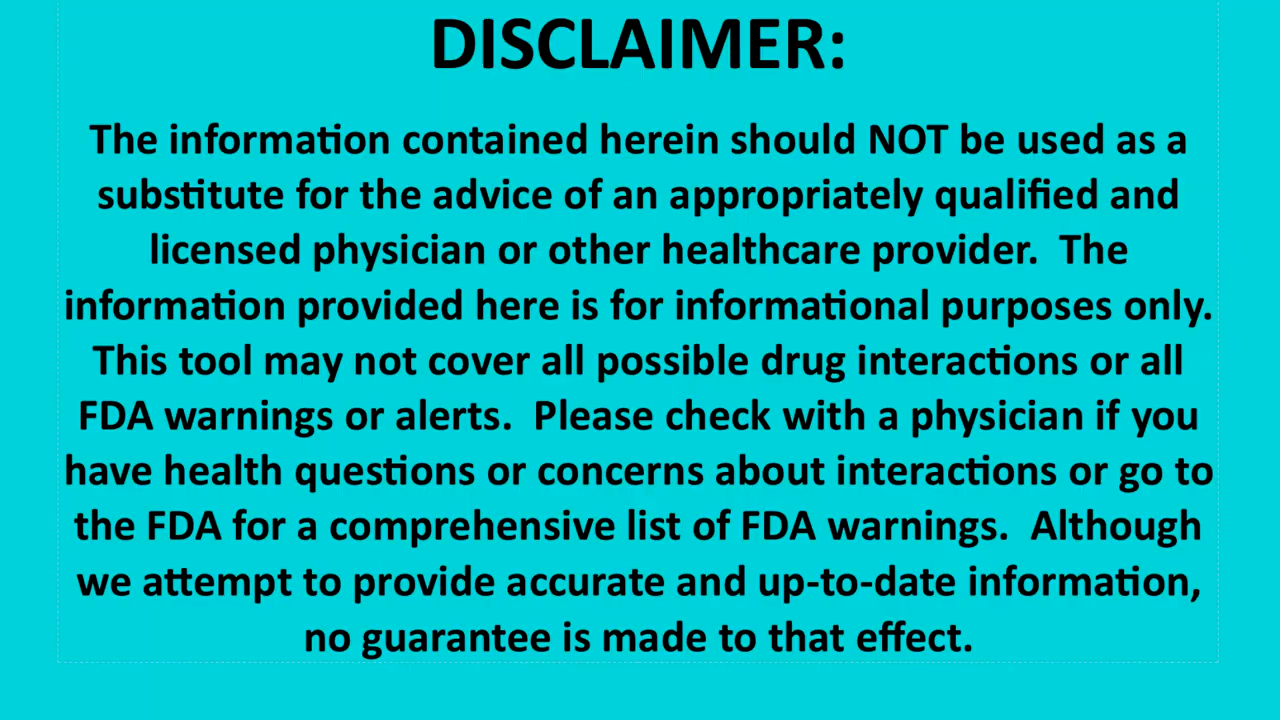 DISCLAIMER:
The information contained herein should NOT be used as a
substitute for the advice of an appropriately qualified and
licensed physician or other healthcare provider.  The
information provided here is for informational purposes only.
This tool may not cover all possible drug interactions or all
FDA warnings or alerts.  Please check with a physician if you
have health questions or concerns about interactions or go to
the FDA for a comprehensive list of FDA warnings.  Although
we attempt to provide accurate and up-to-date information,
no guarantee is made to that effect.